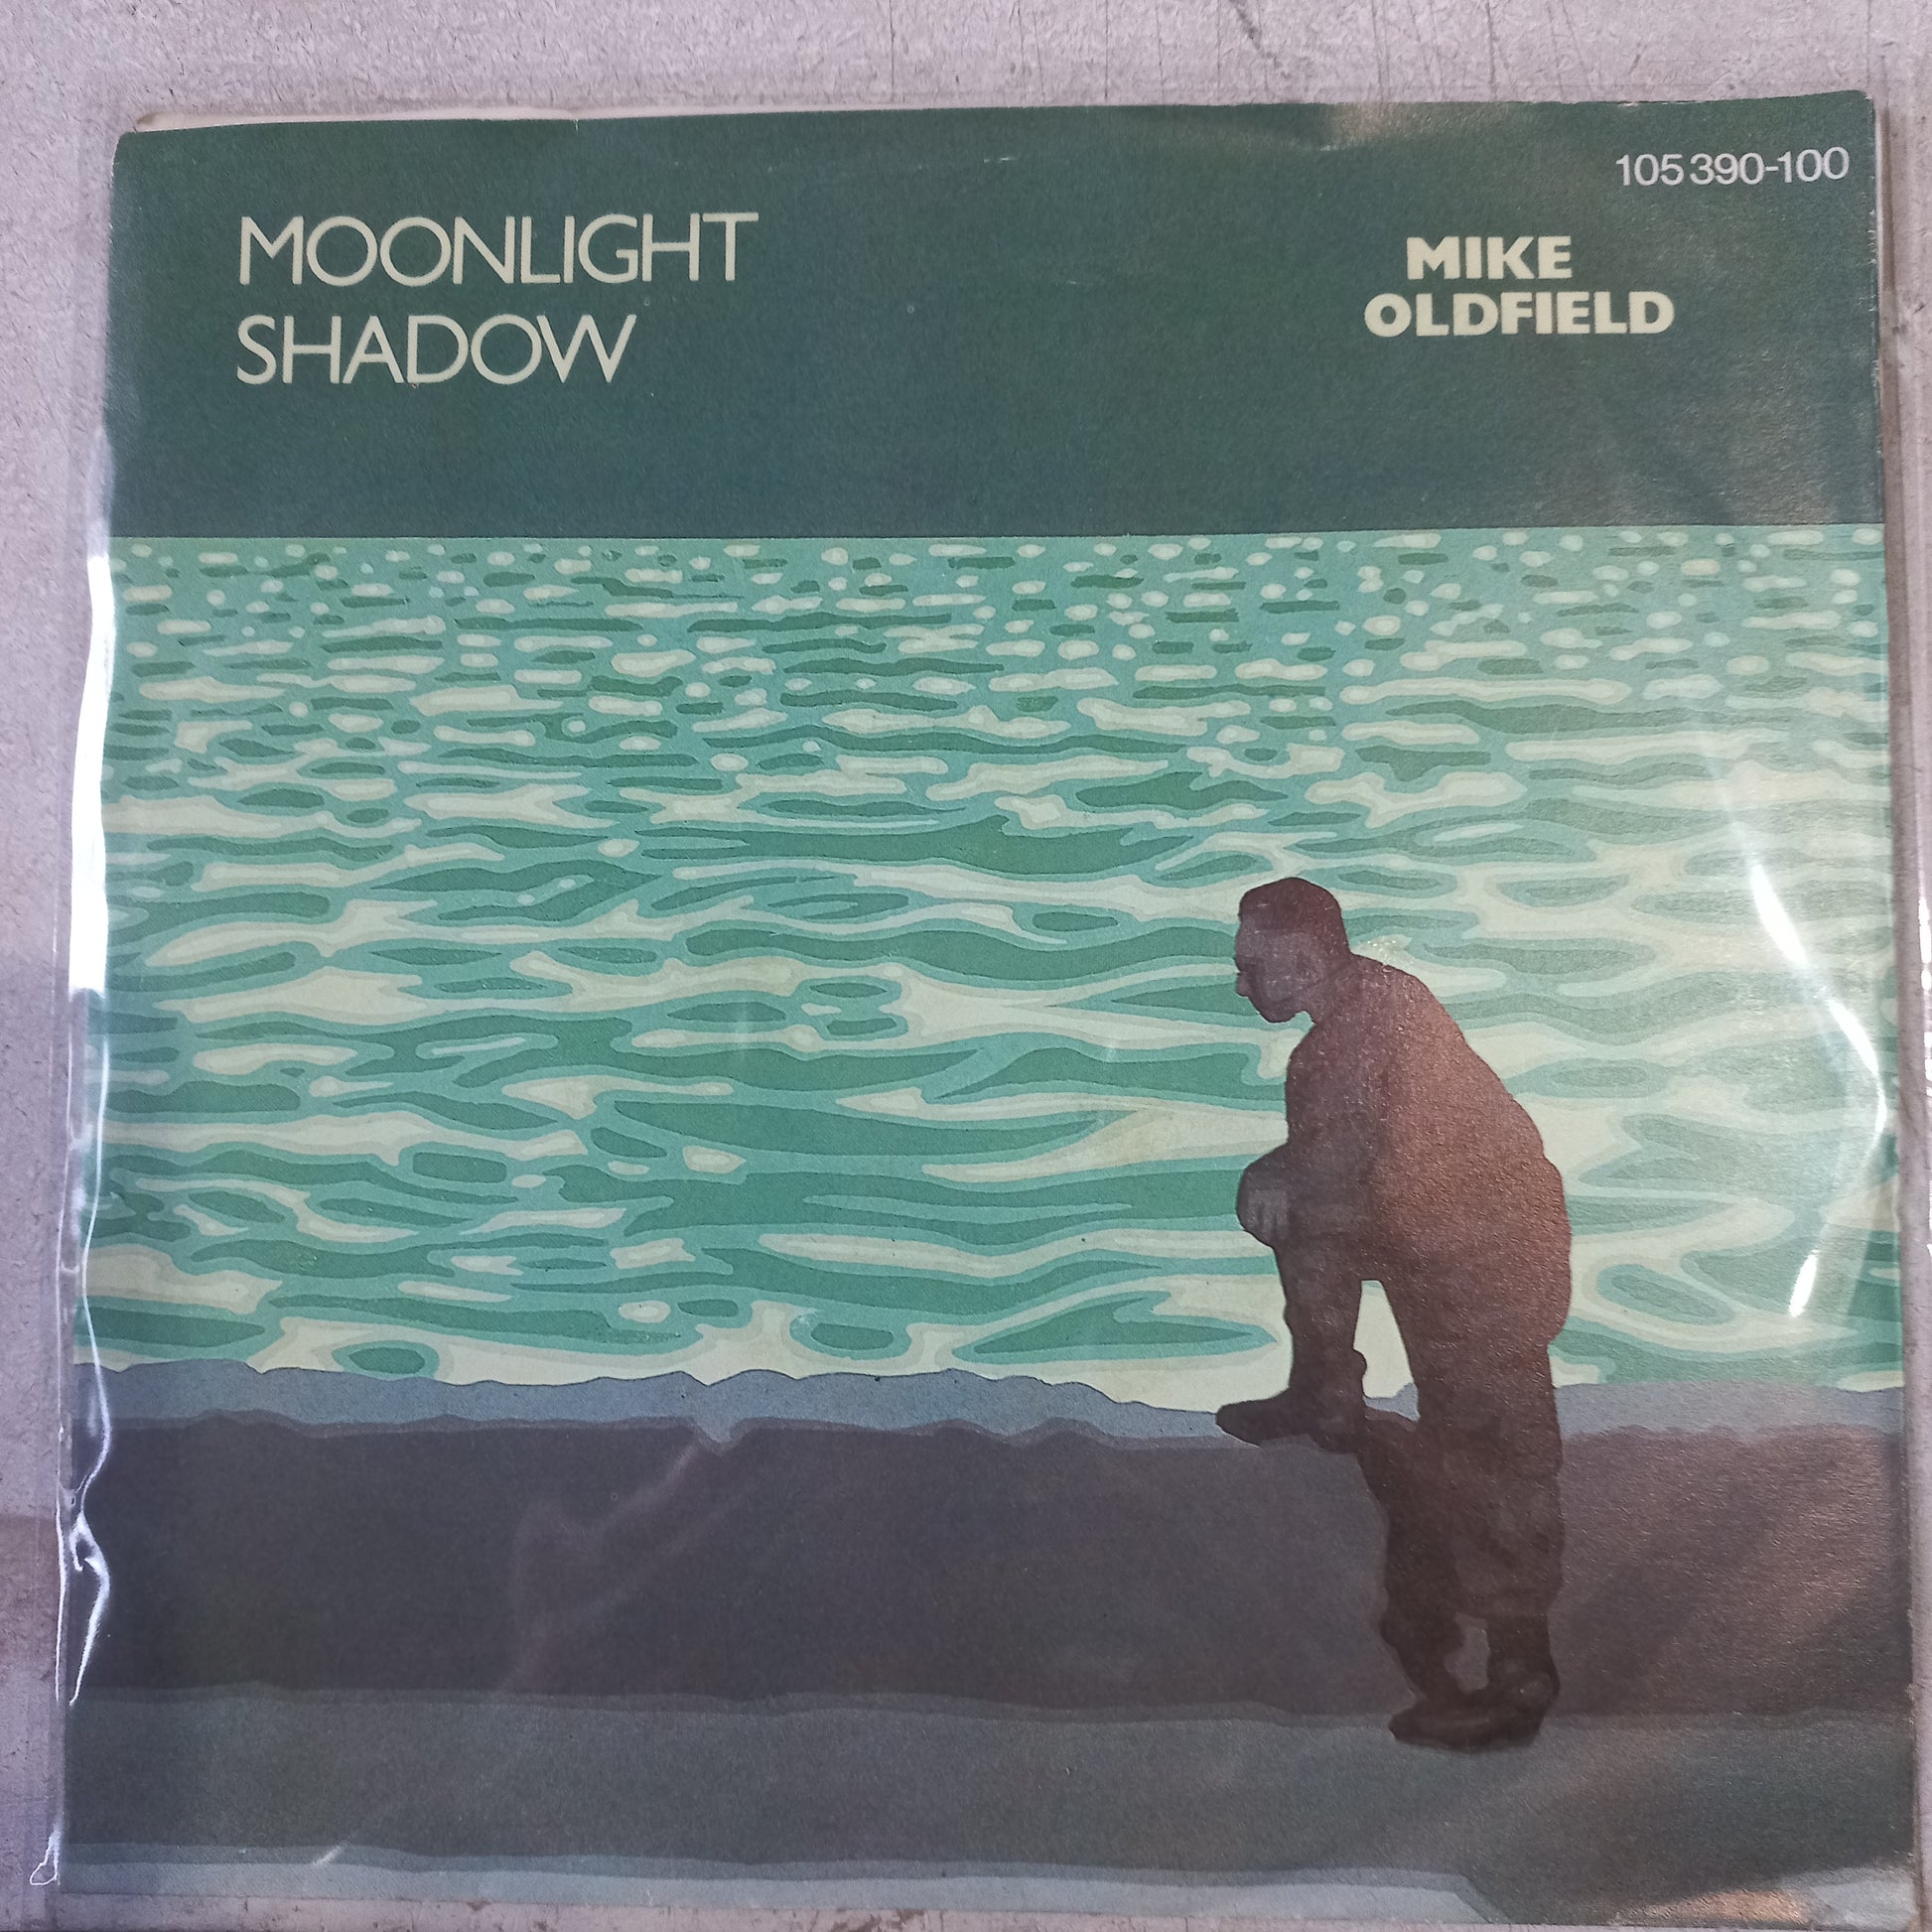 105 390-100
MOONLIGHT
SHADOW
MIKE
OLDFIELD